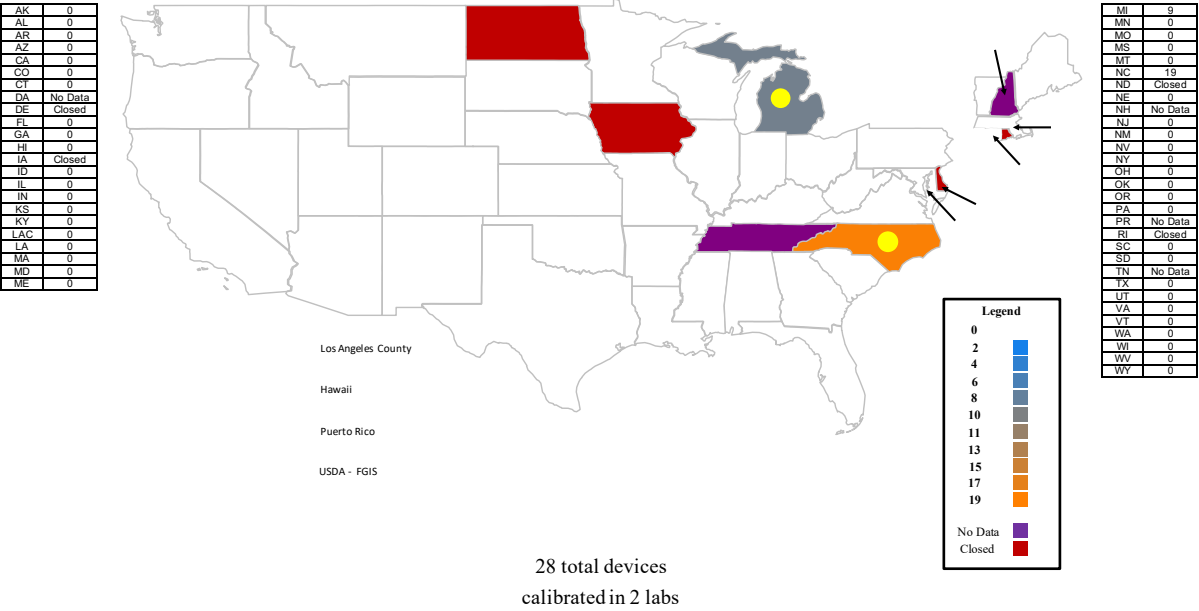 AK 0
AL 0
AR 0
AZ 0
CA 0
CO 0
CT 0
DA No Data
DE Closed
FL 0
GA 0
HI 0
IA Closed
ID 0
IL 0
IN 0
KS 0
KY 0
LAC 0
LA 0
MA 0
MD 0
ME 0
MI 9
MN 0
MO 0
MS 0
MT 0
NC 19
ND Closed
NE 0
NH No Data
NJ 0
NM 0
NV 0
NY 0
OH 0
OK 0
OR 0
PA 0
PR No Data
RI Closed
SC 0
SD 0
TN No Data
TX 0
UT 0
VA 0
VT 0
WA 0
WI 0
WV 0
WY 0
Los Angeles County
Hawaii
Puerto Rico
USDA - FGIS
Legend
0
2
4
6
8
10
11
13
15
17
19
No Data
Closed
28 total devices
calibrated in 2 labs